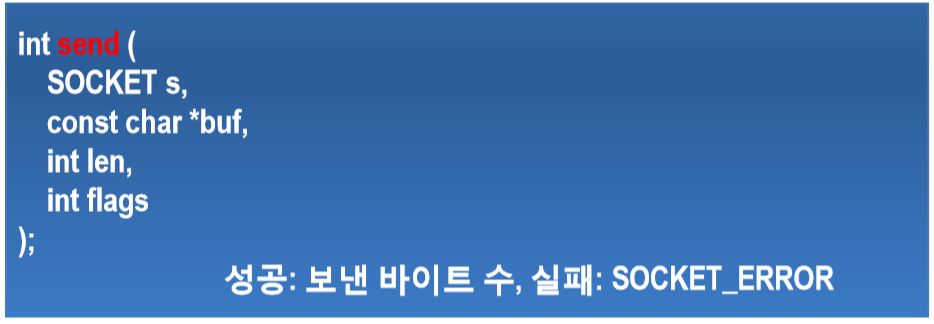 int send (
SOCKET s,
const char *buf,
int len,
int flags
);
성공: 보낸 바이트 수, 실패: SOCKET_ERROR